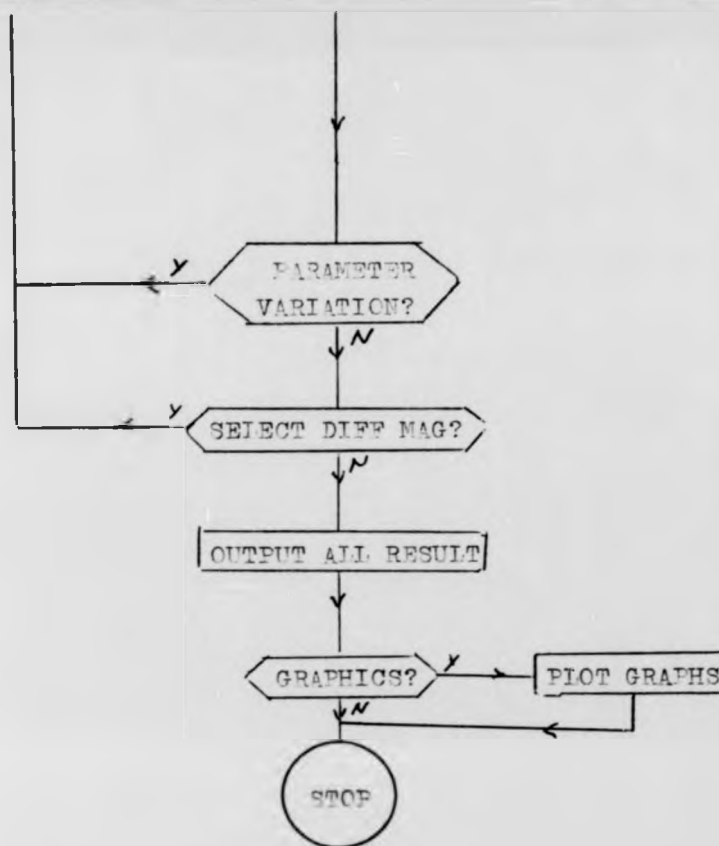 Y
PARAMETER
VARIATION?
N
Y
SELECT DIFF MAG?
N
OUTPUT ALL RESULT
GRAPHICS?
Y
PLOT GRAPHS
N
STOP